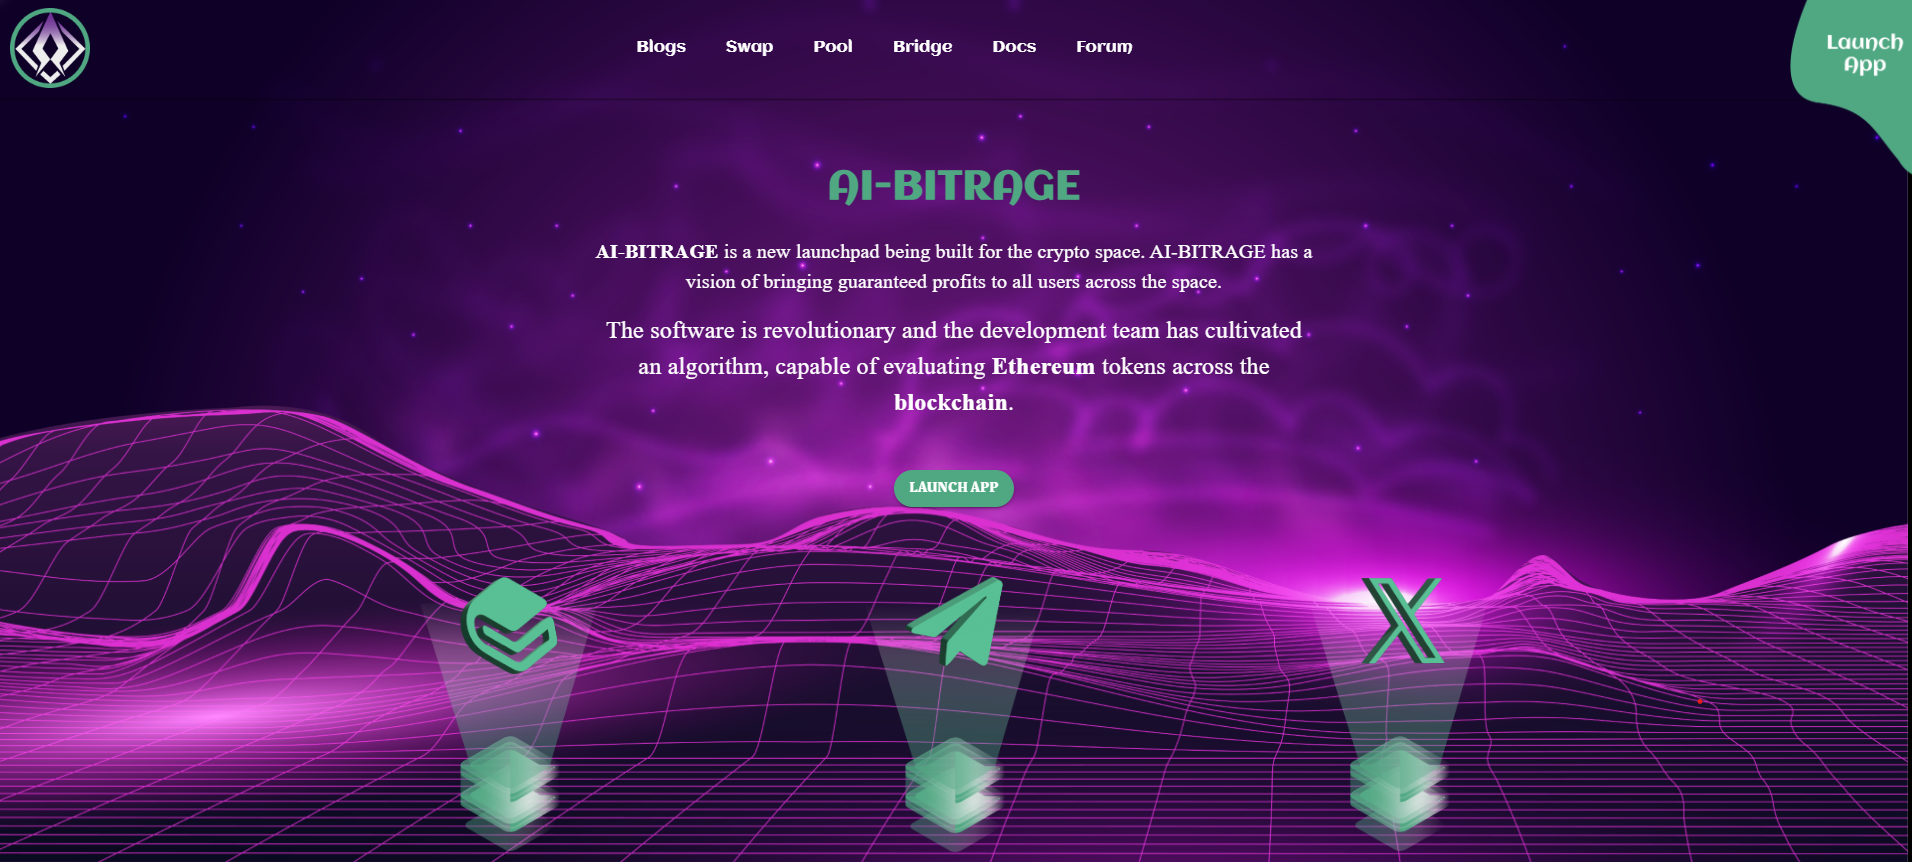 Blogs Swap Pool Bridge Docs Forum
Launch
App
AI-BITRAGE
AI-BITRAGE is a new launchpad being built for the crypto space. AI-BITRAGE has a
vision of bringing guaranteed profits to all users across the space.
The software is revolutionary and the development team has cultivated
an algorithm, capable of evaluating Ethereum tokens across the
blockchain.
LAUNCH APP